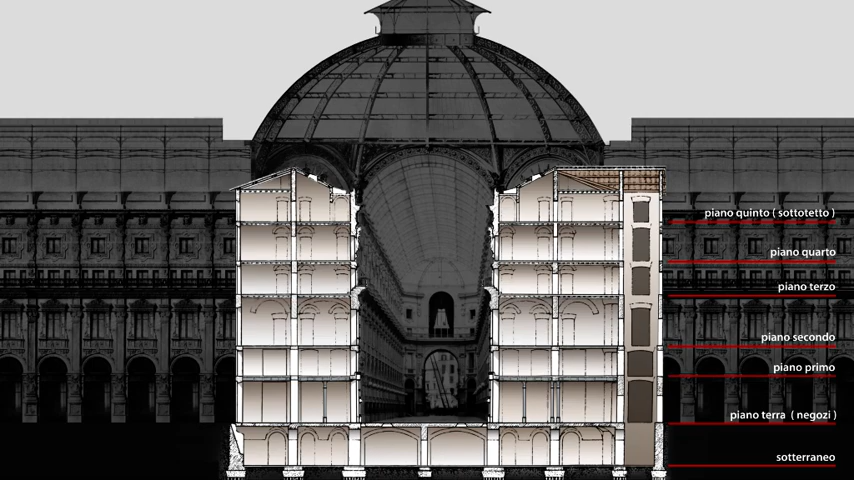 piano quinto ( sottotetto )
piano quarto
piano terzo
piano secondo
piano primo
piano terra ( negozi )
sotterraneo